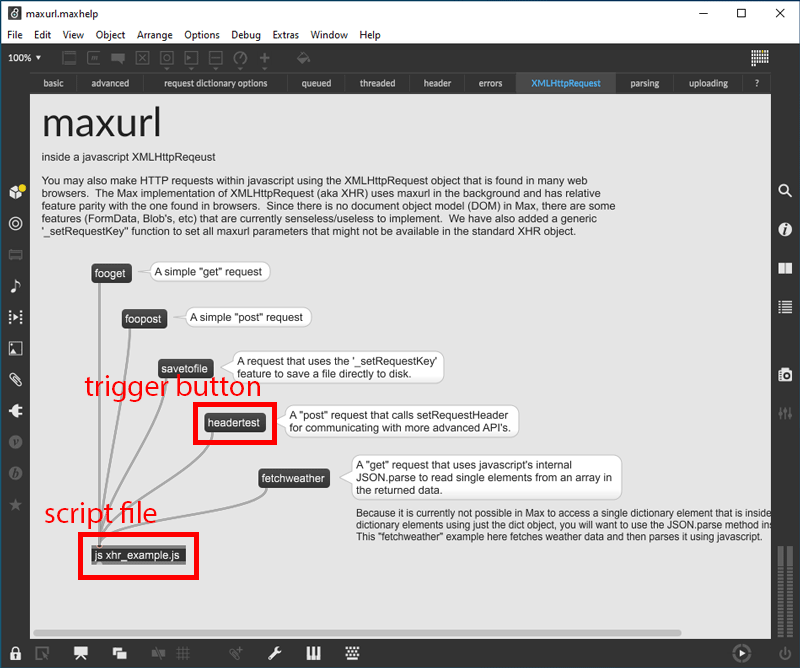 maxurl.maxhelp
File Edit View Object Arrange Options Debug Extras Window Help
100%
basic advanced request dictionary options queued threaded header errors XMLHttpRequest parsing uploading ?
maxurl
inside a javascript XMLHttpReqeust
You may also make HTTP requests within javascript using the XMLHttpRequest object that is found in many web
browsers. The Max implementation of XMLHttpRequest (aka XHR) uses maxurl in the background and has relative
feature parity with the one found in browsers. Since there is no document object model (DOM) in Max, there are some
features (FormData, Blob's, etc) that are currently senseless/useless to implement. We have also added a generic
'_setRequestKey" function to set all maxurl parameters that might not be available in the standard XHR object.
fooget
A simple "get" request
foopost
A simple "post" request
savetofile
A request that uses the '_setRequestKey'
feature to save a file directly to disk.
trigger button
headertest
A "post" request that calls setRequestHeader
for communicating with more advanced API's.
fetchweather
A "get" request that uses javascript's internal
JSON.parse to read single elements from an array in
the returned data.
script file
Because it is currently not possible in Max to access a single dictionary element that is inside
dictionary elements using just the dict object, you will want to use the JSON.parse method ins
This "fetchweather" example here fetches weather data and then parses it using javascript.
js xhr_example.js